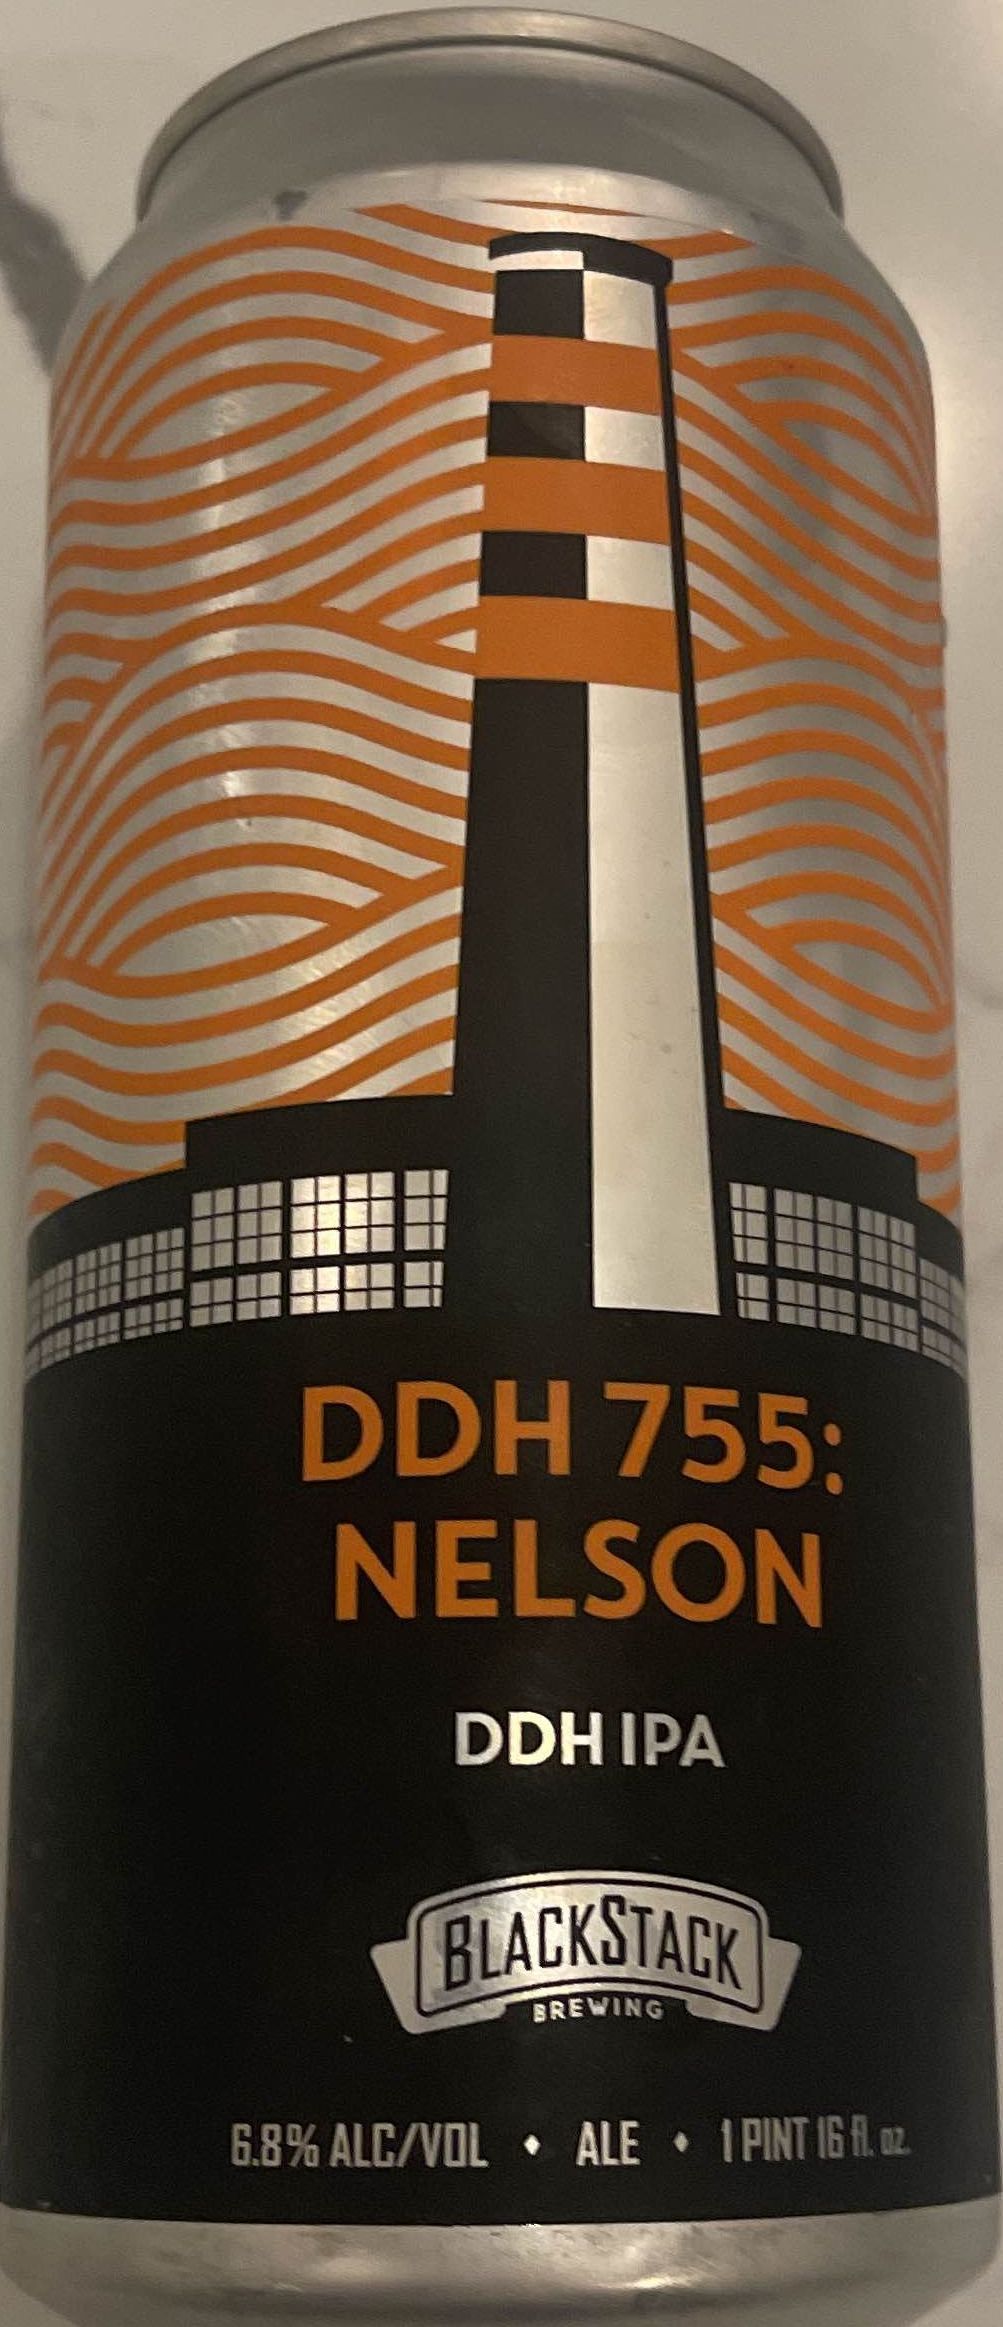 DDH 755:
NELSON
DDH IPA
BLACKSTACK
BREWING
6.8% ALC/VOL • ALE • 1 PINT 16 fl. oz.